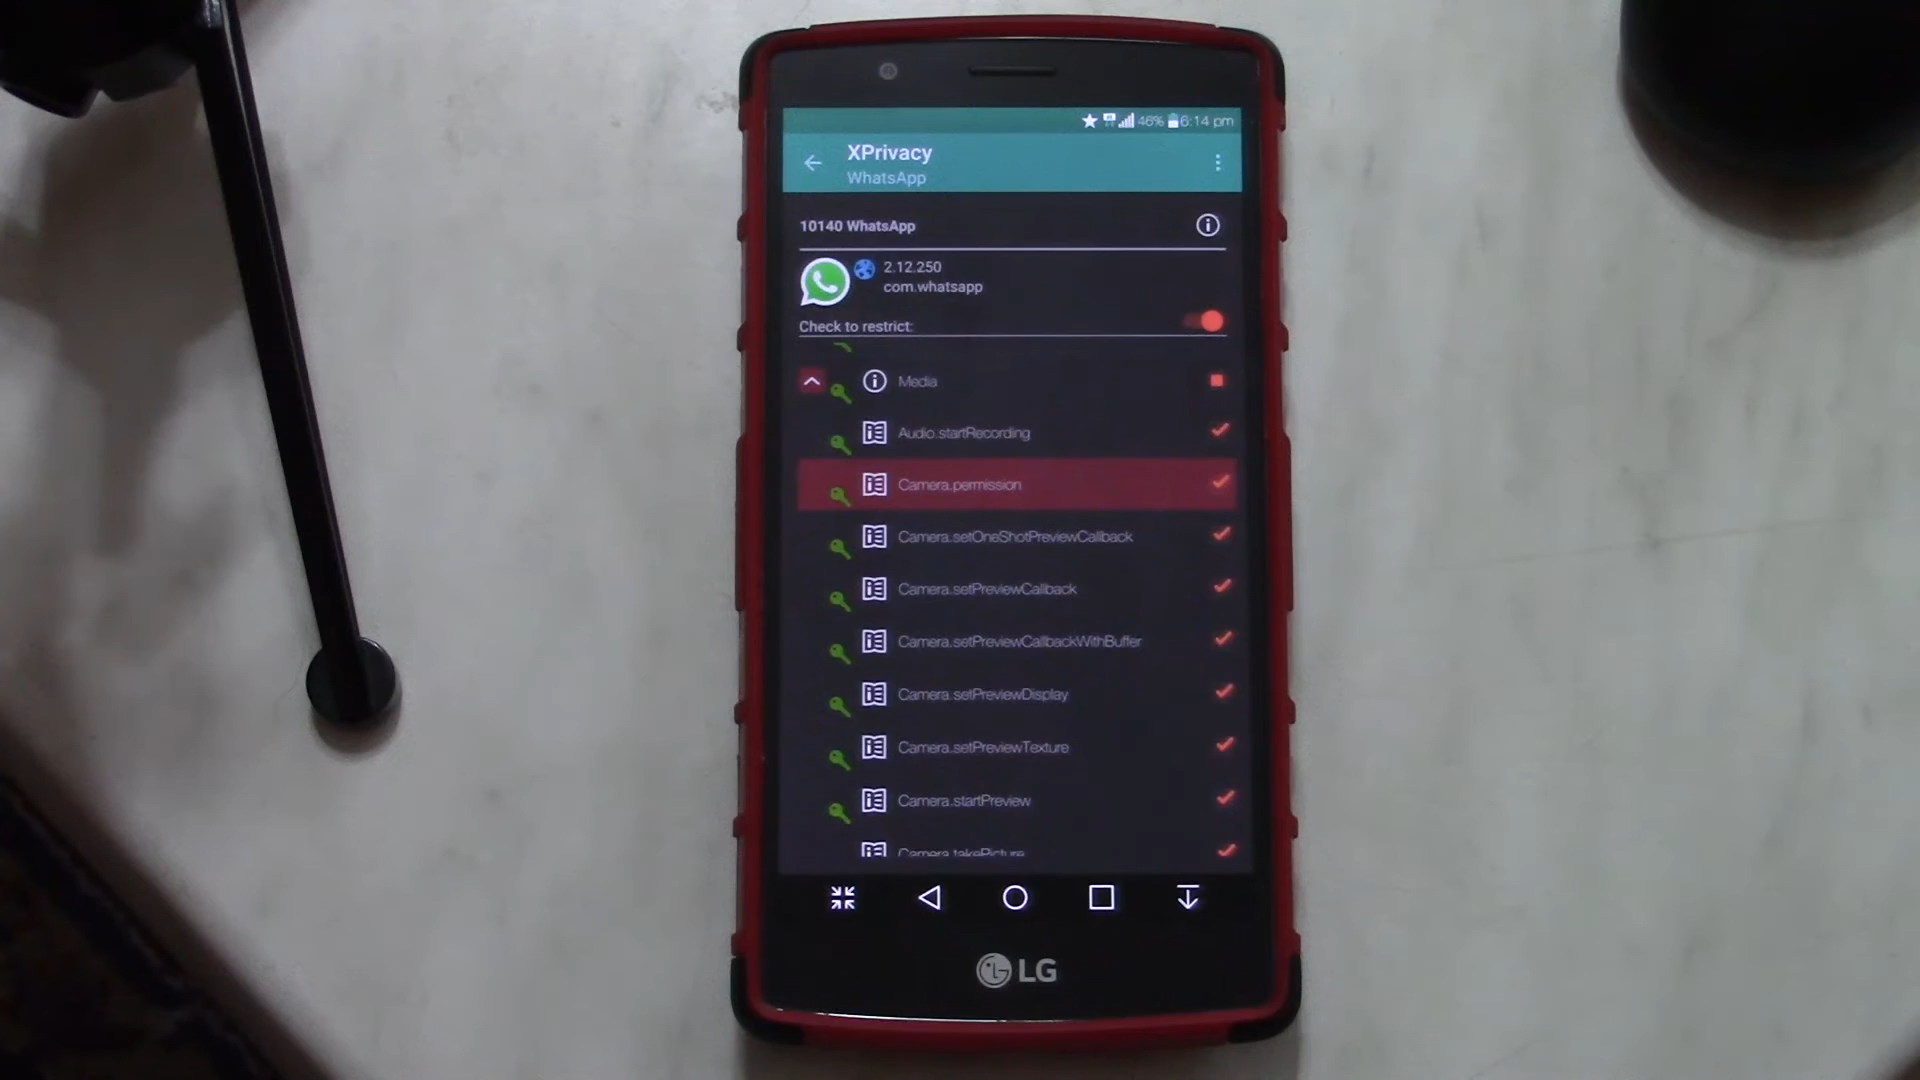 46% 6:14 pm
XPrivacy
WhatsApp
10140 WhatsApp
2.12.250
com.whatsapp
Check to restrict:
Media
Audio.startRecording
Camera.permission
Camera.setOneShotPreviewCallback
Camera.setPreviewCallback
Camera.setPreviewCallbackWithBuffer
Camera.setPreviewDisplay
Camera.setPreviewTexture
Camera.startPreview
Camera.takePicture
LG